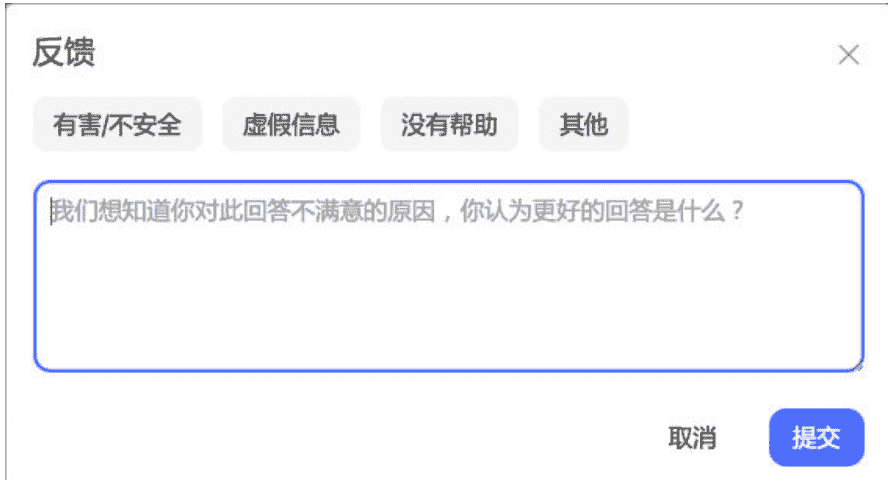 反馈
有害/不安全 虚假信息 没有帮助 其他
我们想知道你对此回答不满意的原因，你认为更好的回答是什么？
取消 提交